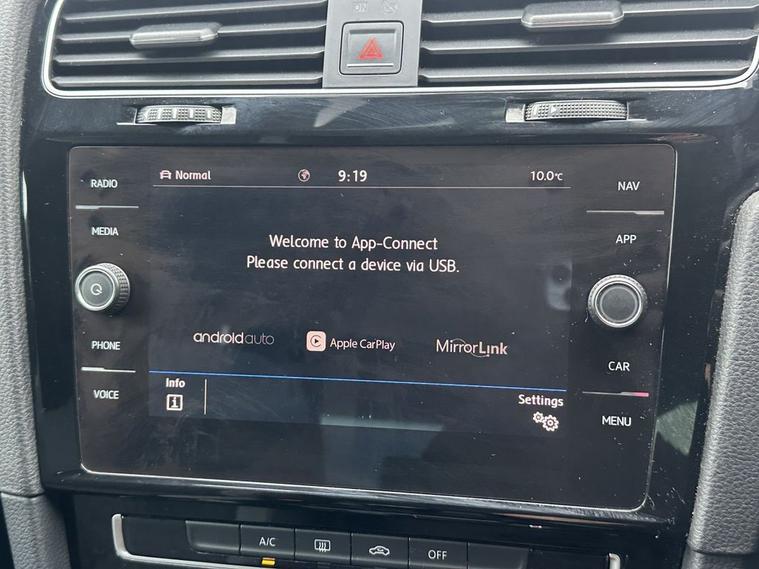 RADIO
MEDIA
PHONE
VOICE
Normal
9:19
10.0°C
Welcome to App-Connect
Please connect a device via USB.
androidauto
Apple CarPlay
MirrorLink
Info
i
Settings
NAV
APP
CAR
MENU
A/C
OFF